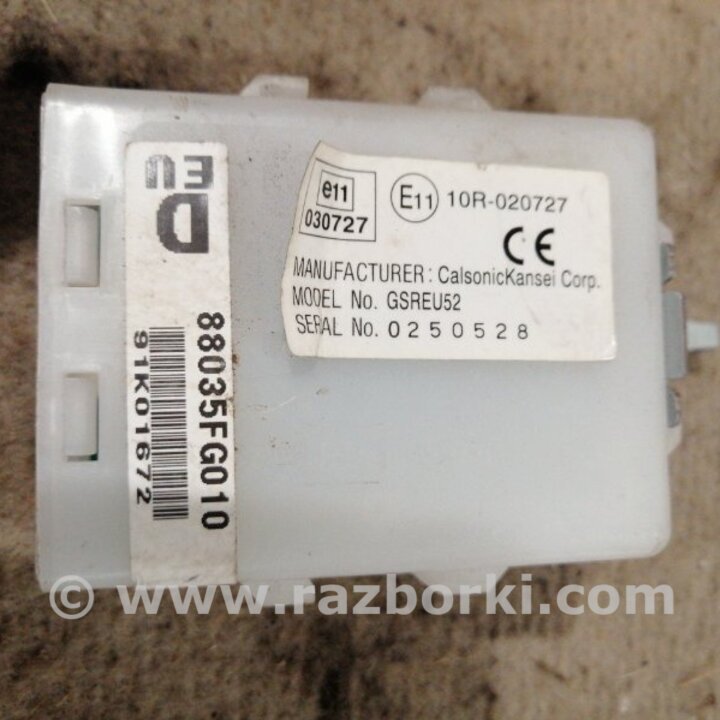 D
EU
88035FG010
91K01672
e11
030727
E11 10R-020727
CE
MANUFACTURER: CalsonicKansei Corp.
MODEL No. GSREU52
SERIAL No. 0250528
© www.razborki.com